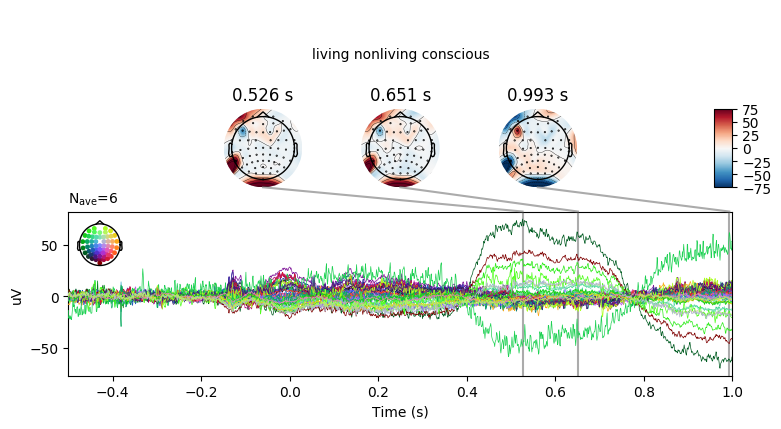 living nonliving conscious
0.526 s 0.651 s 0.993 s
75
50
25
0
−25
−50
−75
Nave=6
50
0
−50
uV
−0.4 −0.2 0.0 0.2 0.4 0.6 0.8 1.0
Time (s)